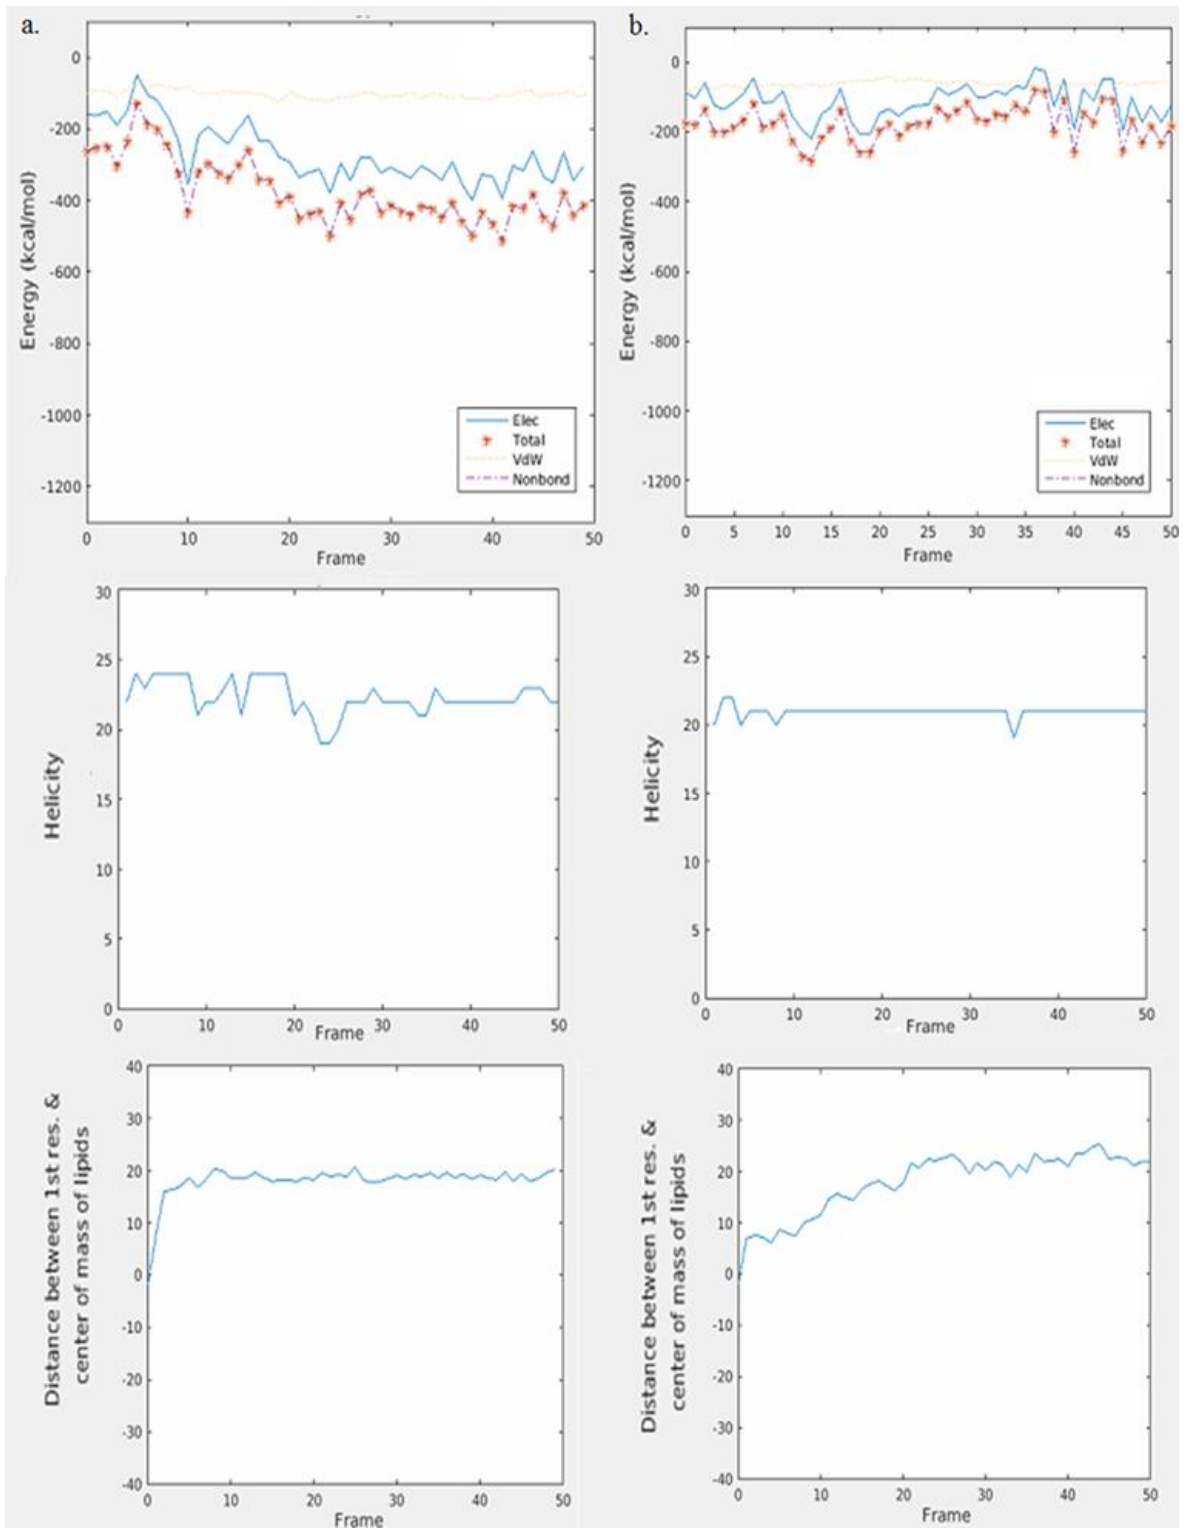 a.
0
-200
-400
-600
-800
-1000
-1200
Energy (kcal/mol)
Elec
Total
VdW
Nonbond
0 10 20 30 40 50
Frame
b.
0
-200
-400
-600
-800
-1000
-1200
Energy (kcal/mol)
Elec
Total
VdW
Nonbond
0 5 10 15 20 25 30 35 40 45 50
Frame
30
25
20
15
10
5
0
Helicity
0 10 20 30 40 50
Frame
30
25
20
15
10
5
0
Helicity
0 10 20 30 40 50
Frame
40
30
20
10
0
-10
-20
-30
-40
Distance between 1st res. &
center of mass of lipids
0 10 20 30 40 50
Frame
40
30
20
10
0
-10
-20
-30
-40
Distance between 1st res. &
center of mass of lipids
0 10 20 30 40 50
Frame